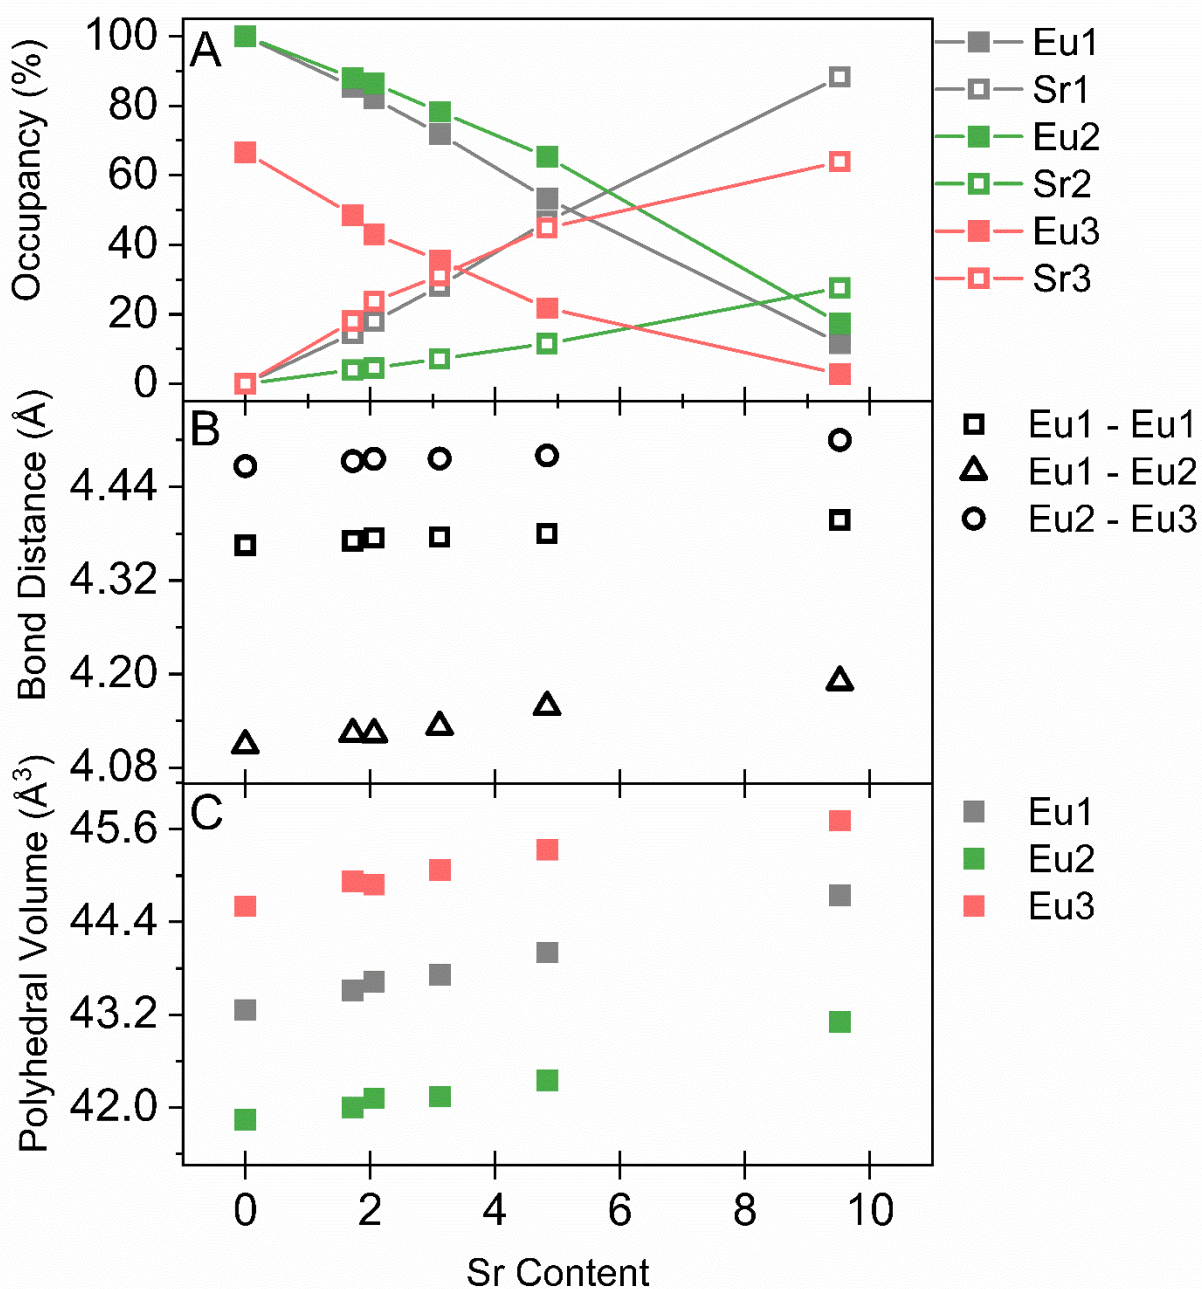 A
Occupancy (%)
100
80
60
40
20
0
Eu1
Sr1
Eu2
Sr2
Eu3
Sr3
B
Bond Distance (Å)
4.44
4.32
4.20
4.08
Eu1 - Eu1
Eu1 - Eu2
Eu2 - Eu3
C
Polyhedral Volume (Å³)
45.6
44.4
43.2
42.0
Eu1
Eu2
Eu3
0 2 4 6 8 10
Sr Content